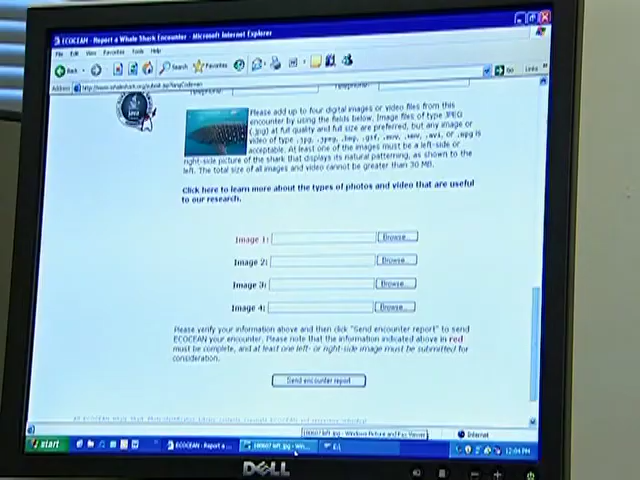 ECOCEAN - Report a Whale Shark Encounter - Microsoft Internet Explorer
File Edit View Favorites Tools Help
Back Search Favorites
Address Go Links
java
Please add up to four digital images or video files from this
encounter by using the fields below. Image files of type JPEG
(.jpg) at full quality and full size are preferred, but any image or
video of type .jpg, .jpeg, .bmp, .gif, .mov, .wmv, .avi, or .mpg is
acceptable. At least one of the images must be a left-side or
right-side picture of the shark that displays its natural patterning, as shown to the
left. The total size of all images and video cannot be greater than 30 MB.
Click here to learn more about the types of photos and video that are useful
to our research.
Image 1: Browse...
Image 2: Browse...
Image 3: Browse...
Image 4: Browse...
Please verify your information above and then click "Send encounter report" to send
ECOCEAN your encounter. Please note that the information indicated above in red
must be complete, and at least one left- or right-side image must be submitted for
consideration.
Send encounter report
Windows Picture and Fax Viewer Internet
start ECOCEAN - Report a ... E:\ 12:04 PM
DELL